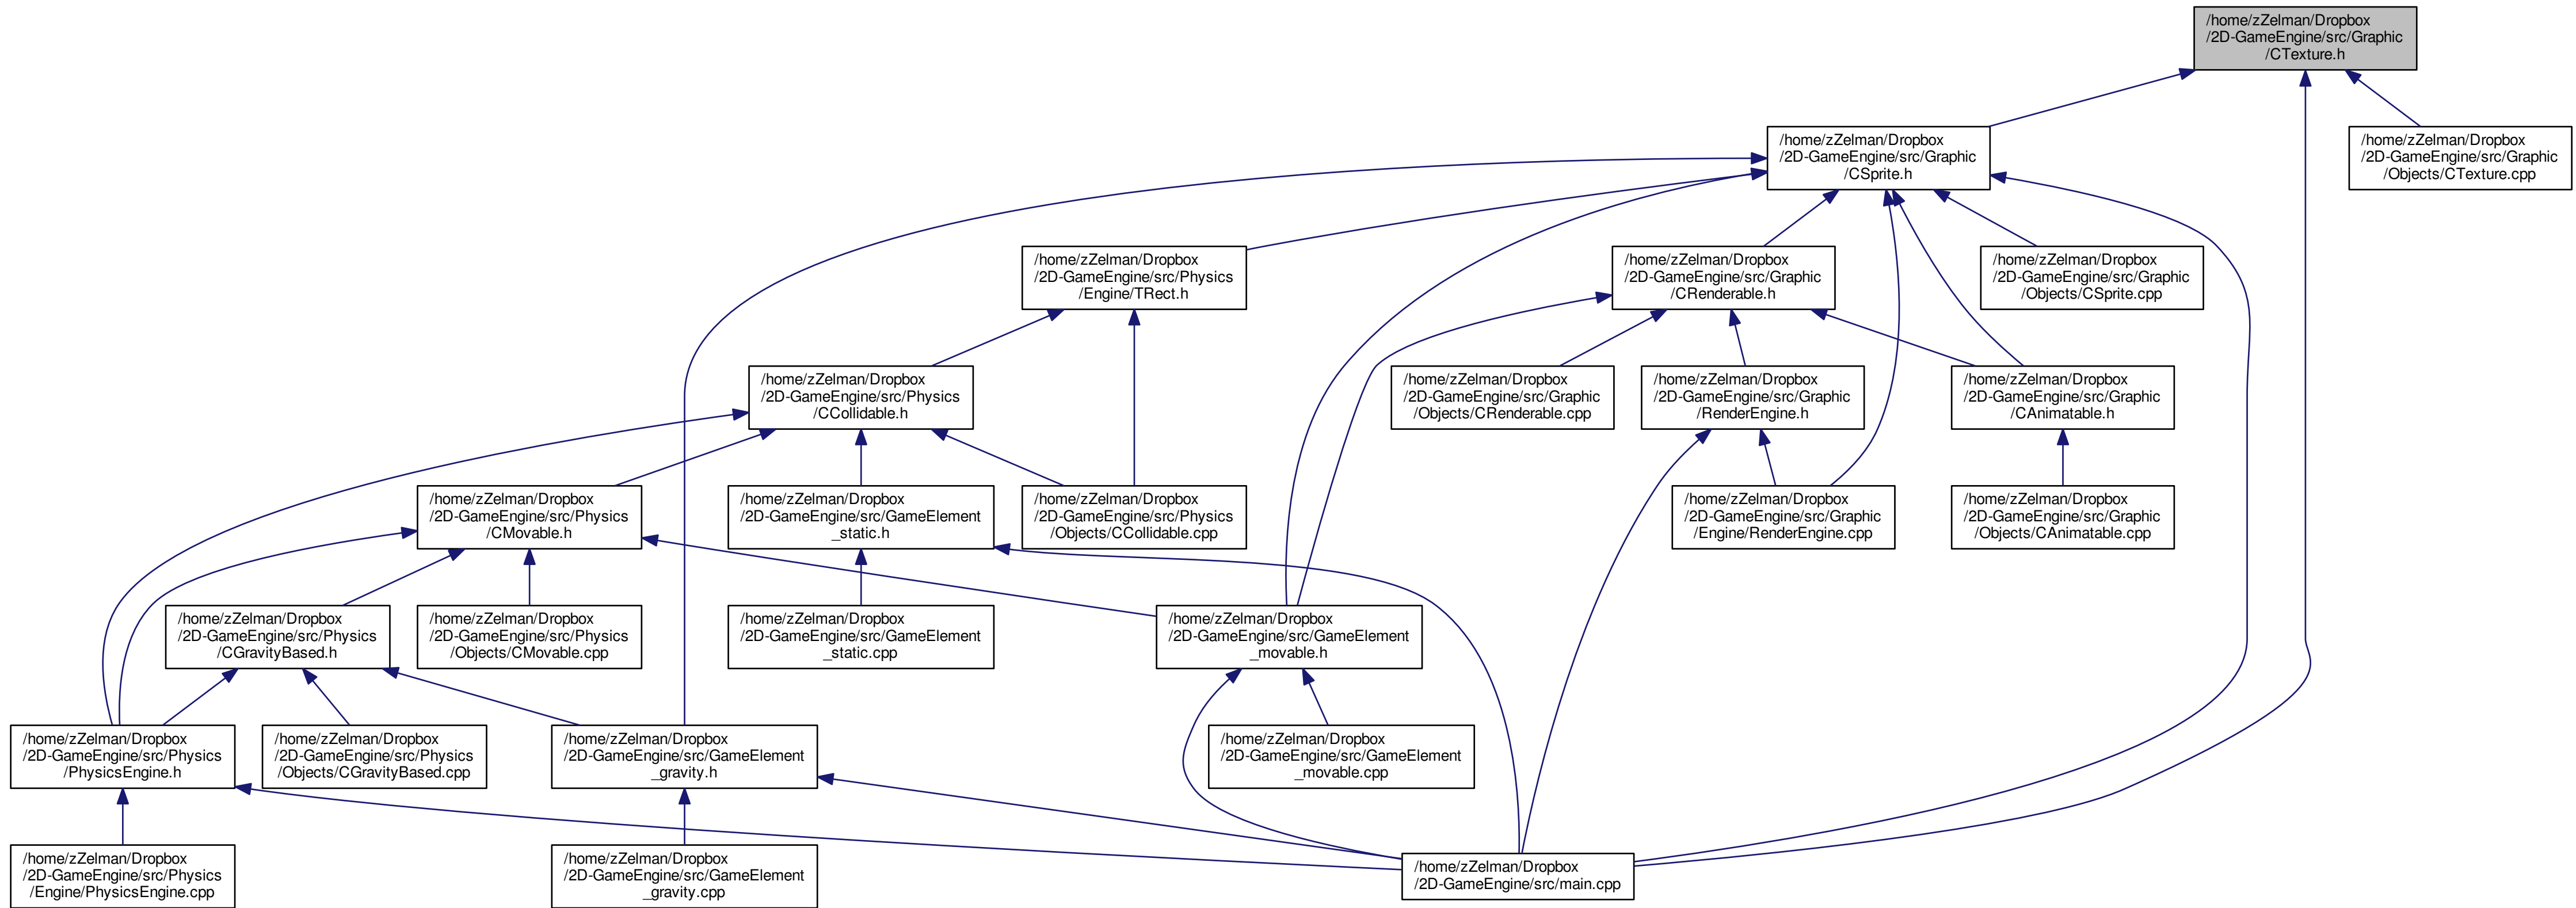 /home/zZelman/Dropbox
/2D-GameEngine/src/Graphic
/CTexture.h
/home/zZelman/Dropbox
/2D-GameEngine/src/Graphic
/CSprite.h
/home/zZelman/Dropbox
/2D-GameEngine/src/Graphic
/Objects/CTexture.cpp
/home/zZelman/Dropbox
/2D-GameEngine/src/Physics
/Engine/TRect.h
/home/zZelman/Dropbox
/2D-GameEngine/src/Graphic
/CRenderable.h
/home/zZelman/Dropbox
/2D-GameEngine/src/Graphic
/Objects/CSprite.cpp
/home/zZelman/Dropbox
/2D-GameEngine/src/Physics
/CCollidable.h
/home/zZelman/Dropbox
/2D-GameEngine/src/Graphic
/Objects/CRenderable.cpp
/home/zZelman/Dropbox
/2D-GameEngine/src/Graphic
/RenderEngine.h
/home/zZelman/Dropbox
/2D-GameEngine/src/Graphic
/CAnimatable.h
/home/zZelman/Dropbox
/2D-GameEngine/src/Physics
/CMovable.h
/home/zZelman/Dropbox
/2D-GameEngine/src/GameElement
_static.h
/home/zZelman/Dropbox
/2D-GameEngine/src/Physics
/Objects/CCollidable.cpp
/home/zZelman/Dropbox
/2D-GameEngine/src/Graphic
/Engine/RenderEngine.cpp
/home/zZelman/Dropbox
/2D-GameEngine/src/Graphic
/Objects/CAnimatable.cpp
/home/zZelman/Dropbox
/2D-GameEngine/src/Physics
/CGravityBased.h
/home/zZelman/Dropbox
/2D-GameEngine/src/Physics
/Objects/CMovable.cpp
/home/zZelman/Dropbox
/2D-GameEngine/src/GameElement
_static.cpp
/home/zZelman/Dropbox
/2D-GameEngine/src/GameElement
_movable.h
/home/zZelman/Dropbox
/2D-GameEngine/src/Physics
/PhysicsEngine.h
/home/zZelman/Dropbox
/2D-GameEngine/src/Physics
/Objects/CGravityBased.cpp
/home/zZelman/Dropbox
/2D-GameEngine/src/GameElement
_gravity.h
/home/zZelman/Dropbox
/2D-GameEngine/src/GameElement
_movable.cpp
/home/zZelman/Dropbox
/2D-GameEngine/src/Physics
/Engine/PhysicsEngine.cpp
/home/zZelman/Dropbox
/2D-GameEngine/src/GameElement
_gravity.cpp
/home/zZelman/Dropbox
/2D-GameEngine/src/main.cpp